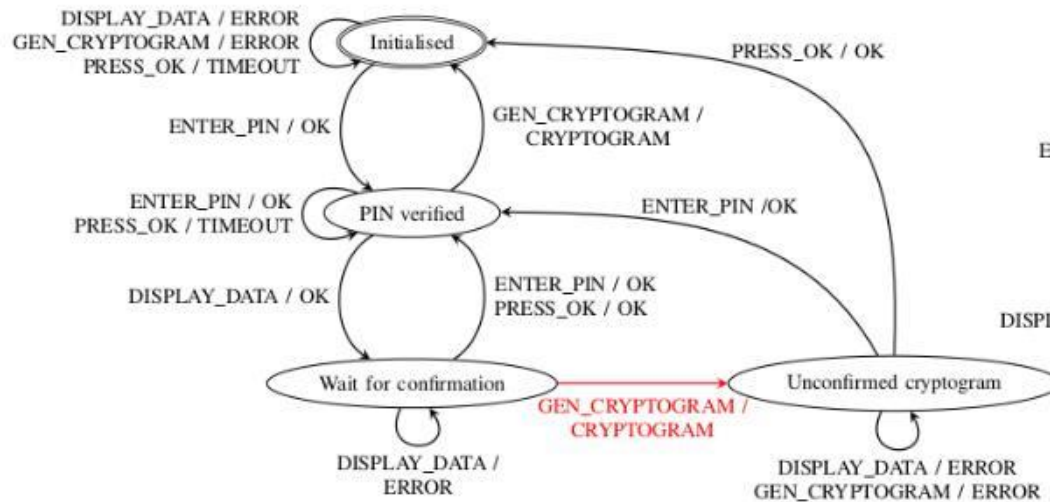 DISPLAY_DATA / ERROR
GEN_CRYPTOGRAM / ERROR
PRESS_OK / TIMEOUT
Initialised
PRESS_OK / OK
ENTER_PIN / OK
GEN_CRYPTOGRAM /
CRYPTOGRAM
E
ENTER_PIN / OK
PRESS_OK / TIMEOUT
PIN verified
ENTER_PIN /OK
DISPLAY_DATA / OK
ENTER_PIN / OK
PRESS_OK / OK
DISPL
Wait for confirmation
Unconfirmed cryptogram
GEN_CRYPTOGRAM /
CRYPTOGRAM
DISPLAY_DATA /
ERROR
DISPLAY_DATA / ERROR
GEN_CRYPTOGRAM / ERROR